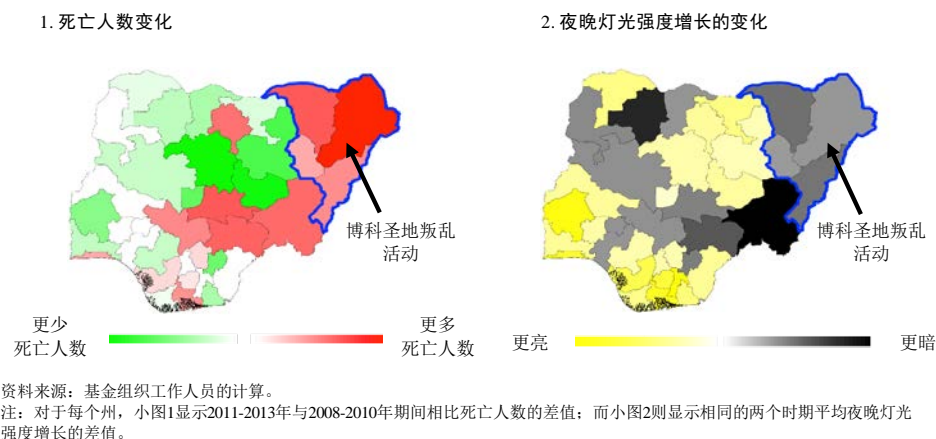 1. 死亡人数变化
2. 夜晚灯光强度增长的变化
博科圣地叛乱
活动
博科圣地叛乱
活动
更少
死亡人数
更多
死亡人数
更亮
更暗
资料来源：基金组织工作人员的计算。
注：对于每个州，小图1显示2011-2013年与2008-2010年期间相比死亡人数的差值；而小图2则显示相同的两个时期平均夜晚灯光
强度增长的差值。